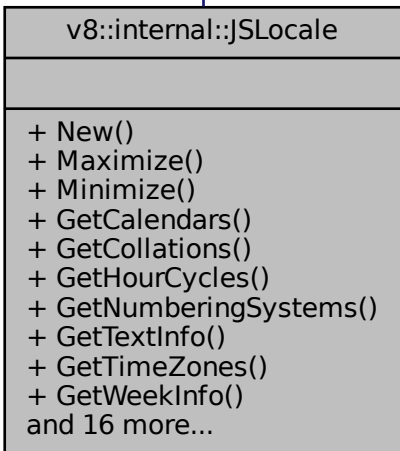 v8::internal::JSLocale
+ New()
+ Maximize()
+ Minimize()
+ GetCalendars()
+ GetCollations()
+ GetHourCycles()
+ GetNumberingSystems()
+ GetTextInfo()
+ GetTimeZones()
+ GetWeekInfo()
and 16 more...